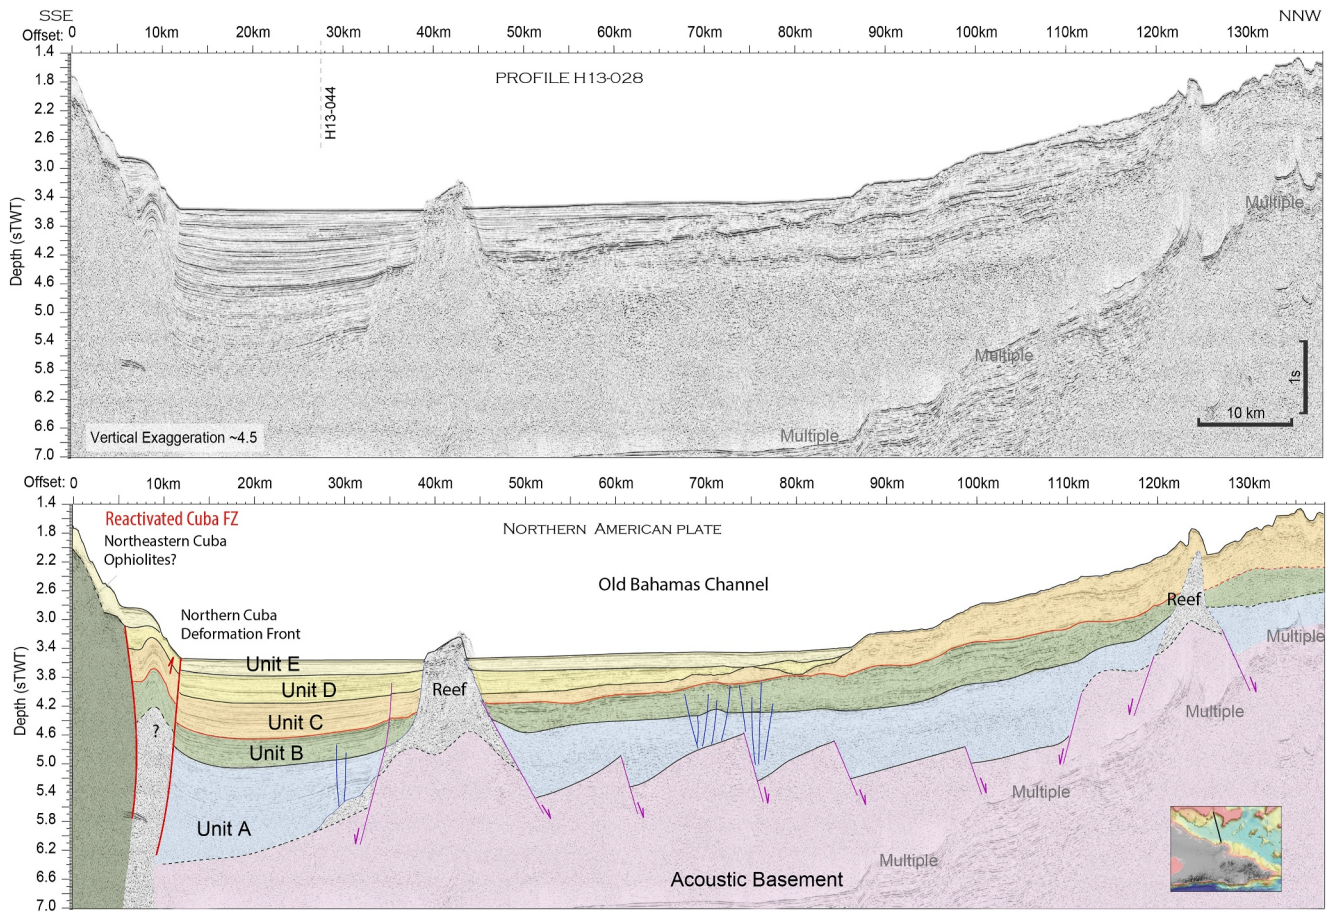 SSE
NNW
Offset: 0 10km 20km 30km 40km 50km 60km 70km 80km 90km 100km 110km 120km 130km
1.4
1.8
2.2
2.6
3.0
3.4
3.8
4.2
4.6
5.0
5.4
5.8
6.2
6.6
7.0
Depth (sTWT)
PROFILE H13-028
H13-044
Multiple
Multiple
Multiple
1s
10 km
Vertical Exaggeration ~4.5
Offset: 0 10km 20km 30km 40km 50km 60km 70km 80km 90km 100km 110km 120km 130km
1.4
1.8
2.2
2.6
3.0
3.4
3.8
4.2
4.6
5.0
5.4
5.8
6.2
6.6
7.0
Depth (sTWT)
Reactivated Cuba FZ
Northeastern Cuba
Ophiolites?
NORTHERN AMERICAN PLATE
Old Bahamas Channel
Northern Cuba
Deformation Front
Reef
Multiple
Unit E
Unit D
Reef
Unit C
Multiple
?
Unit B
Multiple
Unit A
Multiple
Acoustic Basement